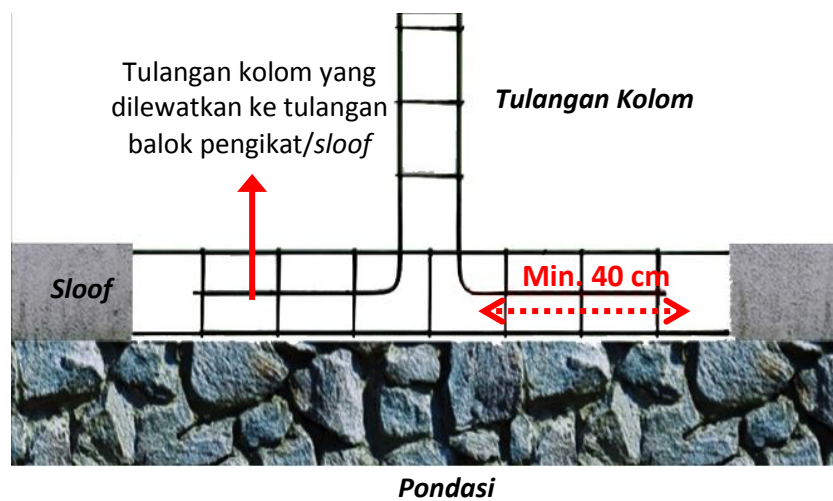 Tulangan kolom yang
dilewatkan ke tulangan
balok pengikat/sloof
Tulangan Kolom
Sloof
Min. 40 cm
Pondasi